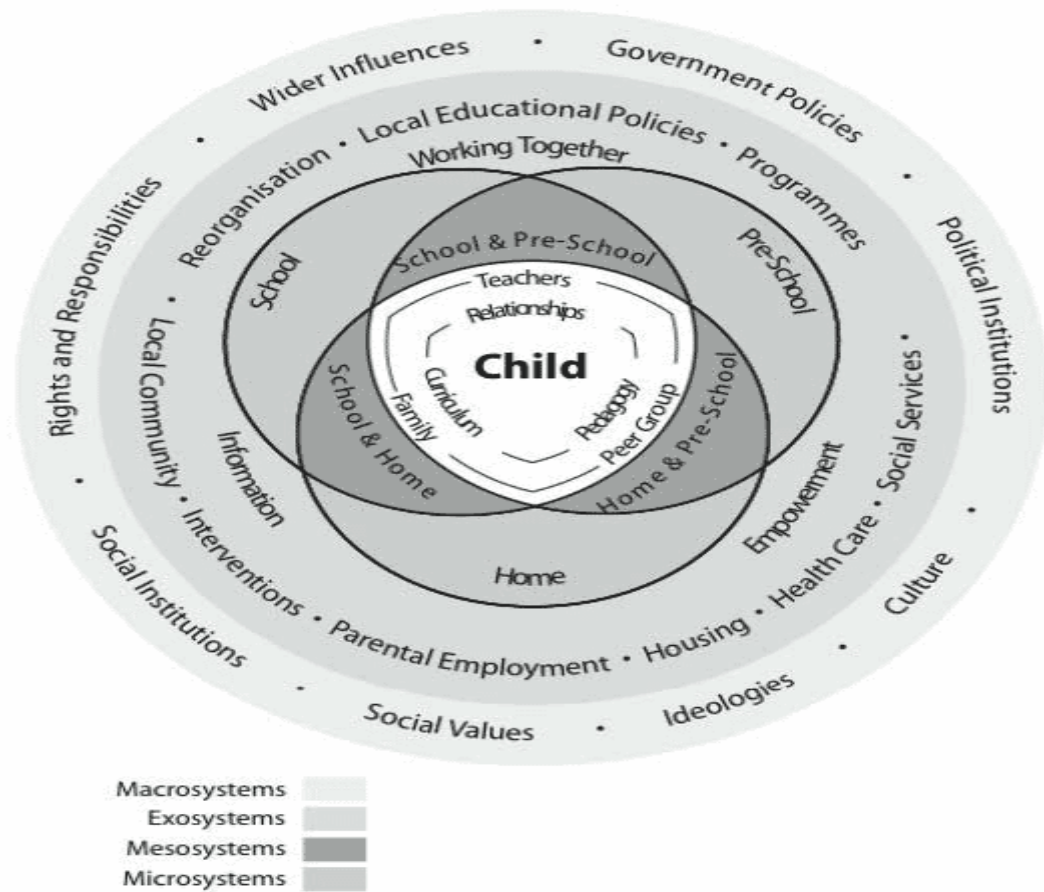 Wider Influences
Government Policies
Rights and Responsibilities
Political Institutions
Social Institutions
Culture
Social Values
Ideologies
Reorganisation • Local Educational Policies • Programmes
Working Together
School
School & Pre-School
Pre-School
Teachers
Relationships
Child
Curriculum
Pedagogy
Family
Peer Group
School & Home
Home & Pre-School
Information
Empowerment
Home
Local Community • Interventions • Parental Employment • Housing • Health Care • Social Services •
Macrosystems
Exosystems
Mesosystems
Microsystems